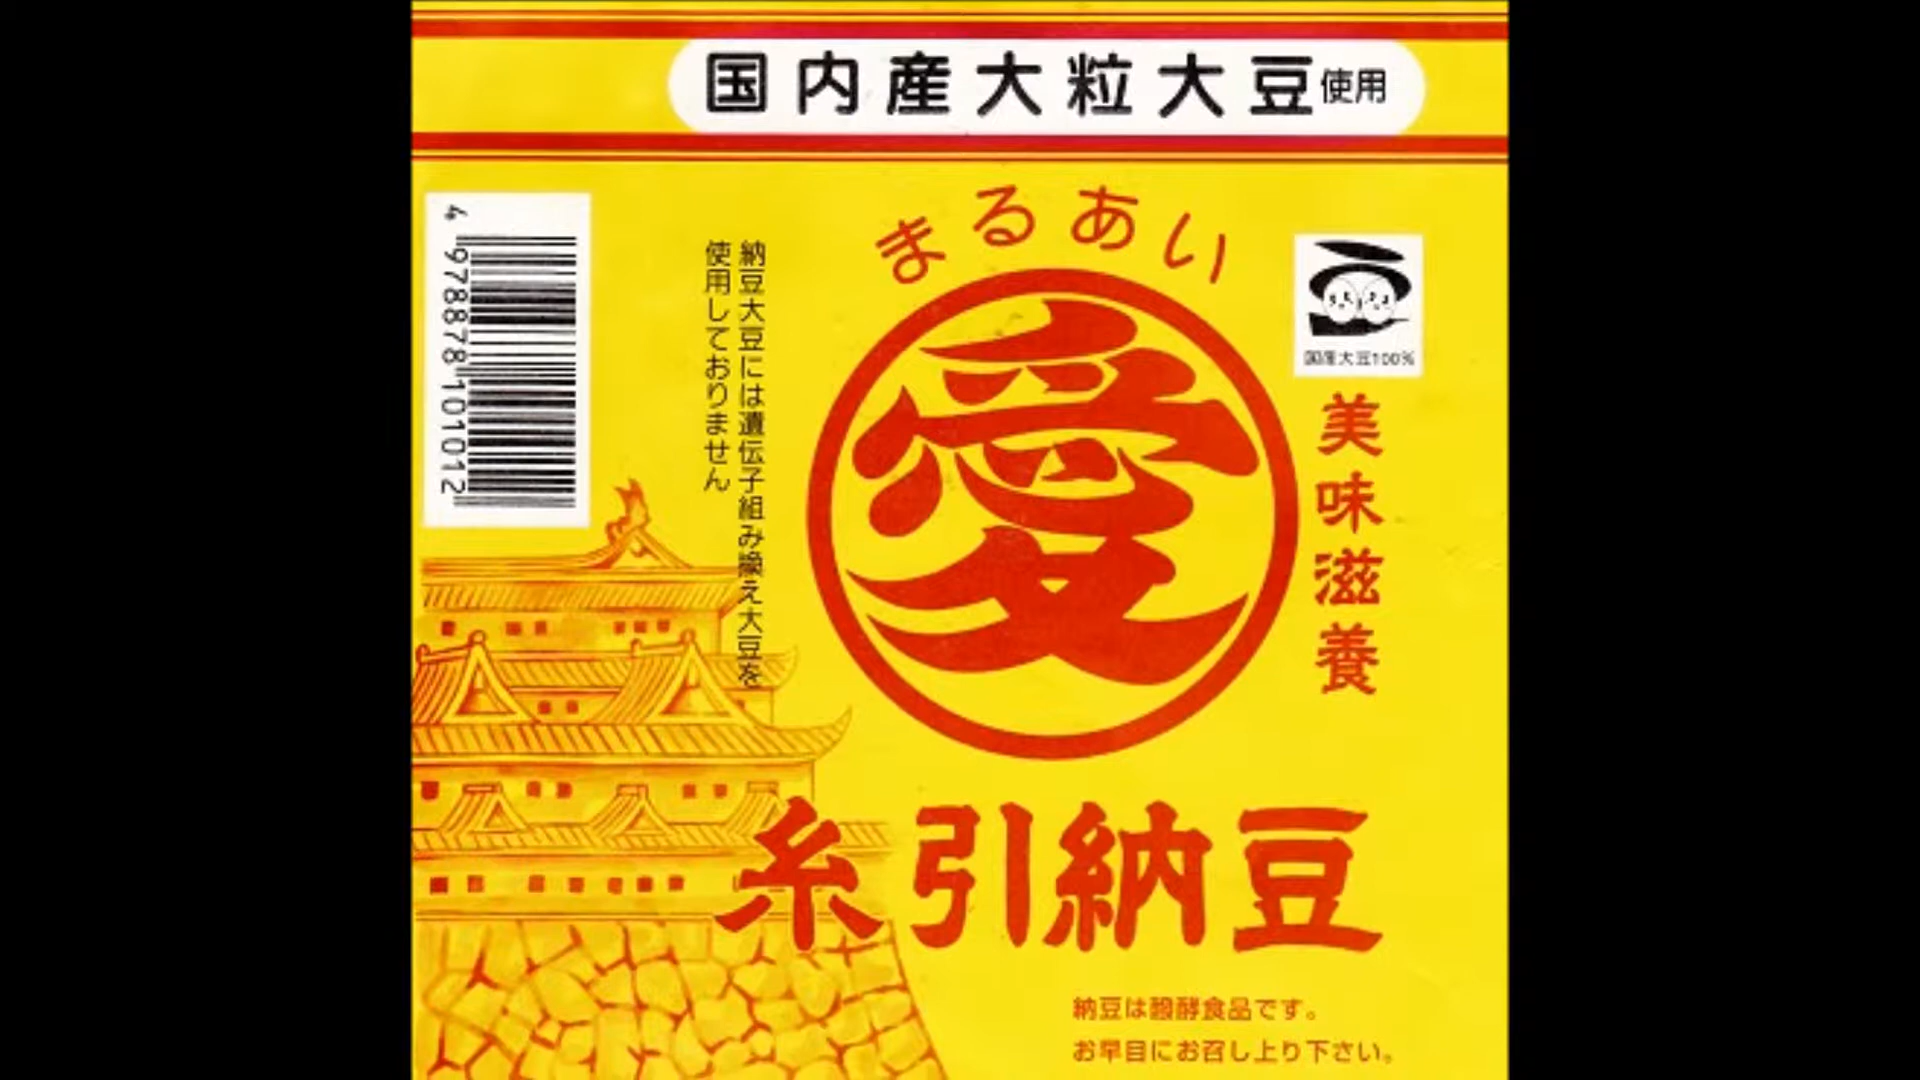 国内産大粒大豆使用
まるあい
愛
国産大豆100%
美味滋養
納豆大豆には遺伝子組み換え大豆を
使用しておりません
4 978878 101012
糸引納豆
納豆は醗酵食品です。
お早目にお召し上り下さい。